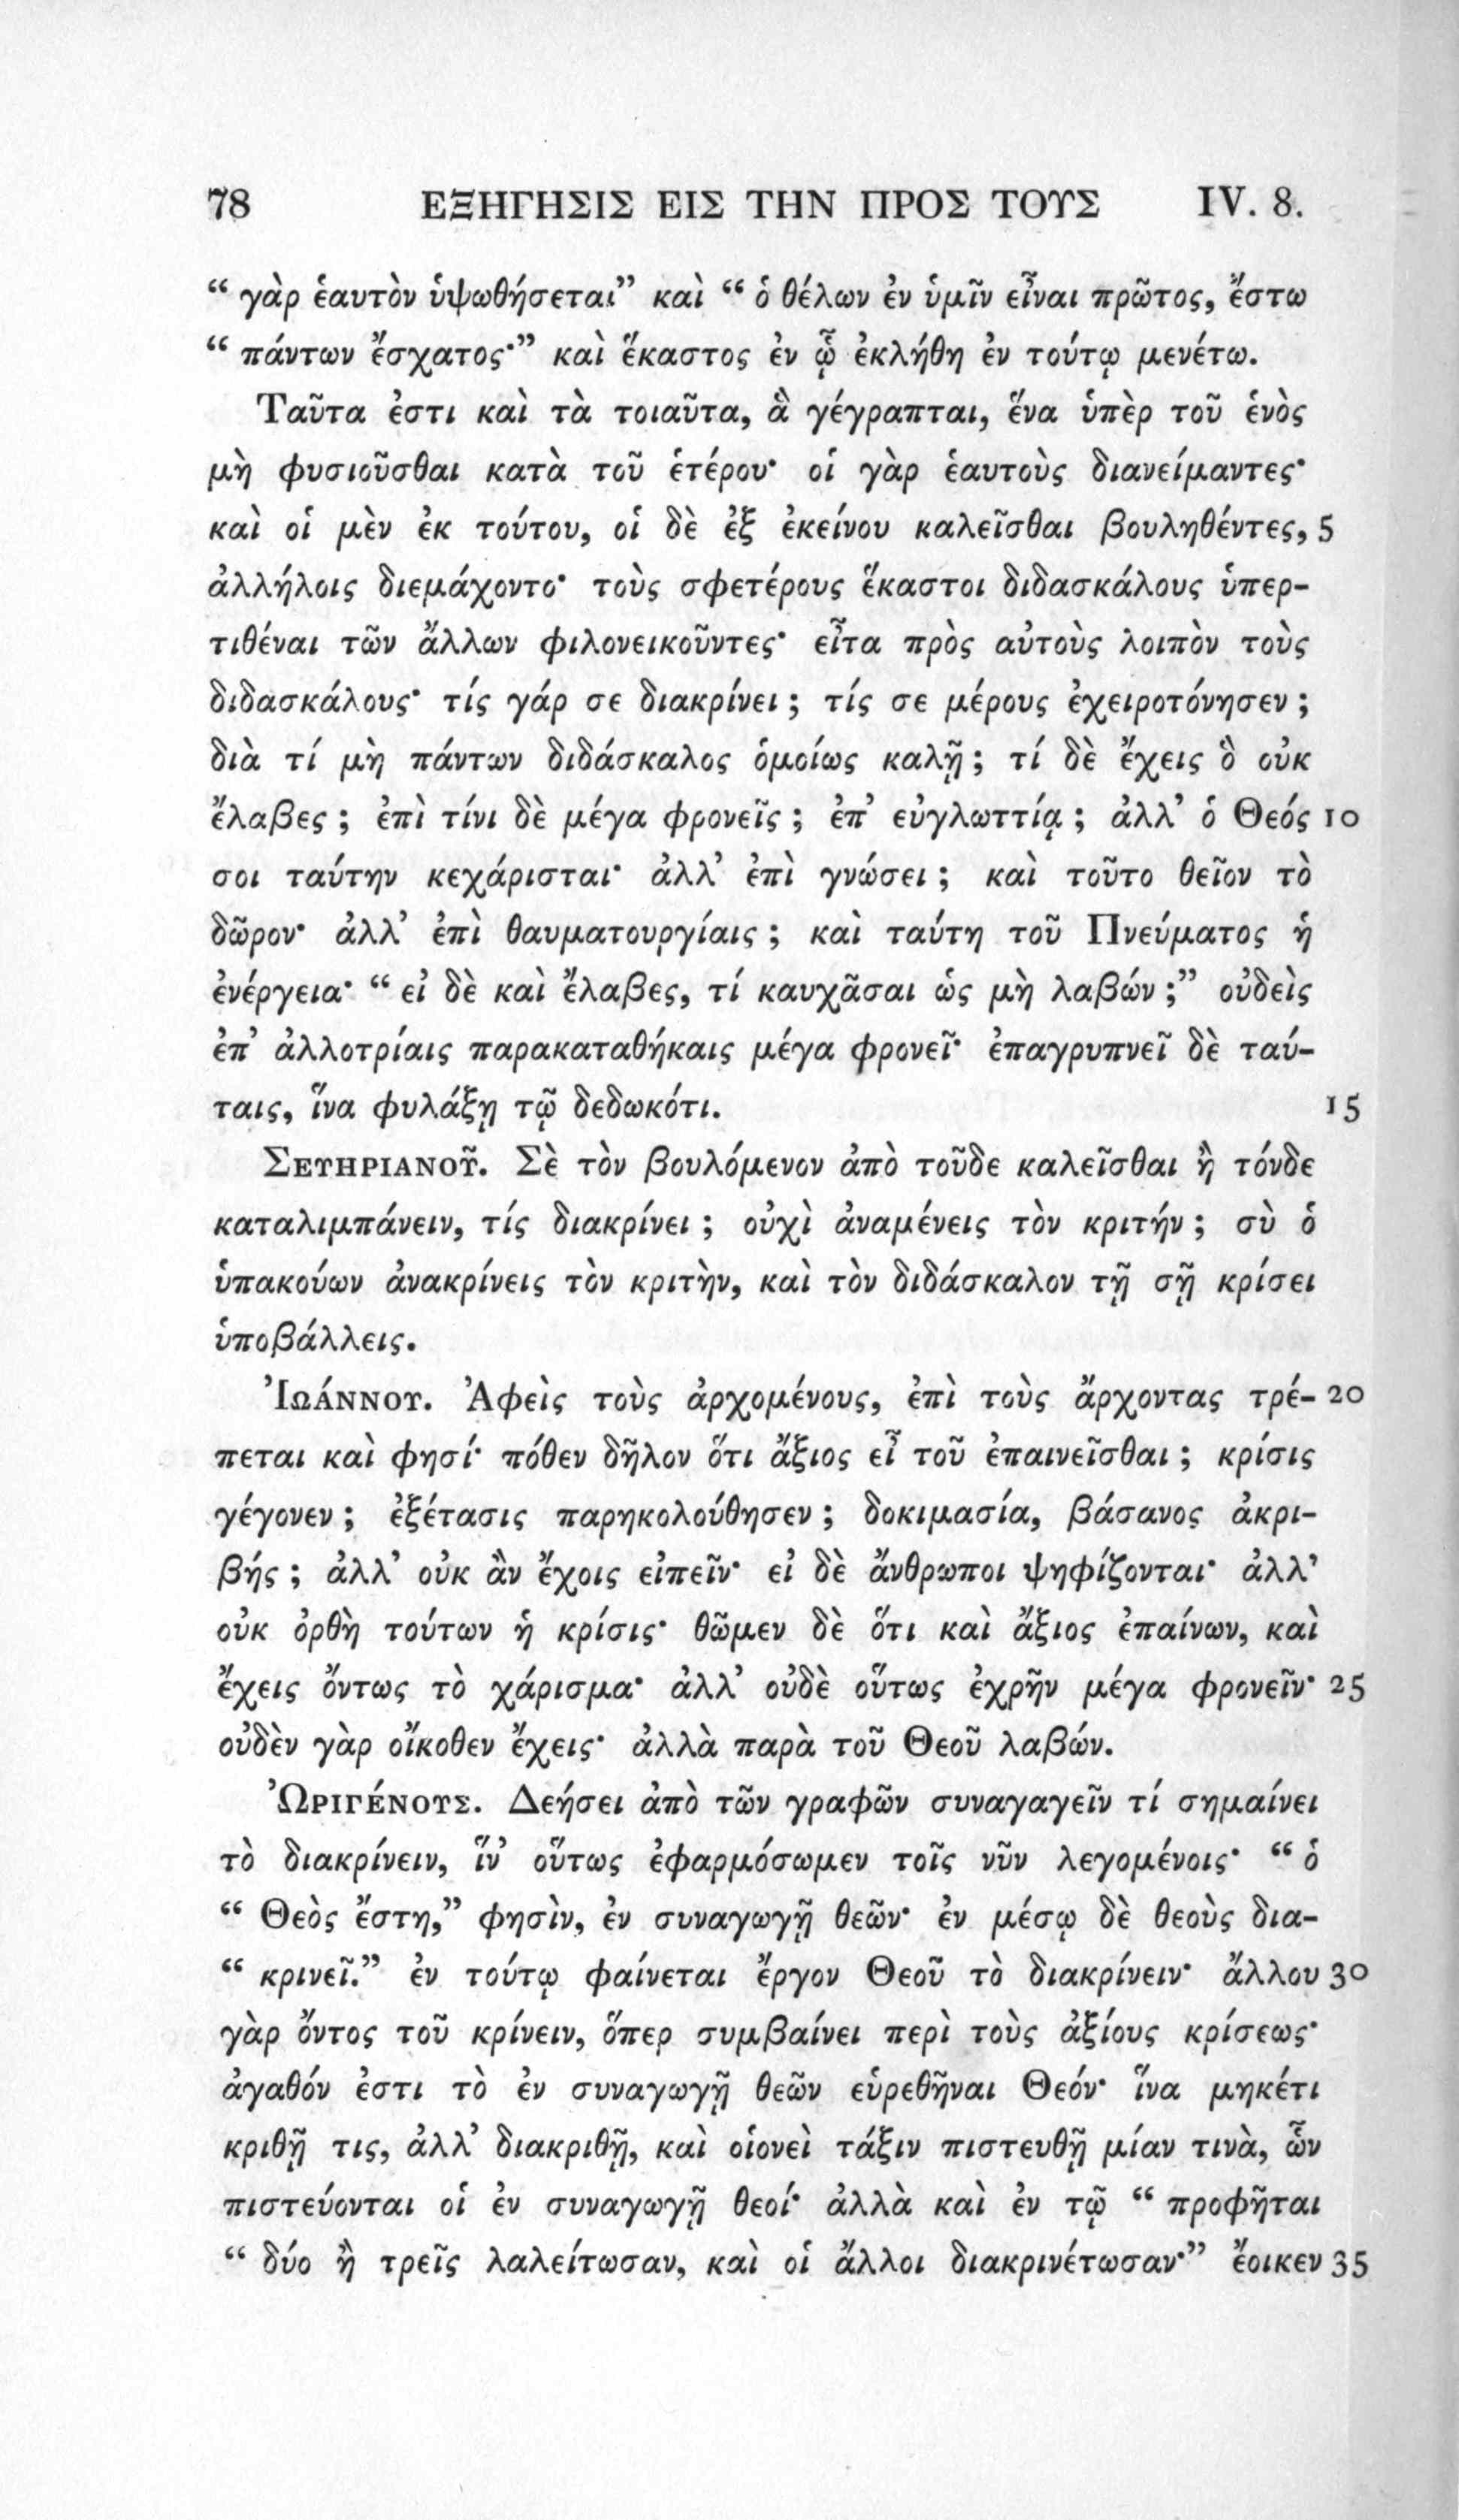 78 ΕΞΗΓΗΣΙΣ ΕΙΣ ΤΗΝ ΠΡΟΣ ΤΟΥΣ IV. 8.
“ γὰρ ἑαυτὸν ὑψωθήσεται” καὶ “ ὁ θέλων ἐν ὑμῖν εἶναι πρῶτος, ἔστω
“ πάντων ἔσχατος·” καὶ ἕκαστος ἐν ᾧ ἐκλήθη ἐν τούτῳ μενέτω.
Ταῦτα ἐστι καὶ τὰ τοιαῦτα, ἃ γέγραπται, ἕνα ὑπὲρ τοῦ ἑνὸς
μὴ φυσιοῦσθαι κατὰ τοῦ ἑτέρου· οἱ γὰρ ἑαυτοὺς διανείμαντες·
καὶ οἱ μὲν ἐκ τούτου, οἱ δὲ ἐξ ἐκείνου καλεῖσθαι βουληθέντες, 5
ἀλλήλοις διεμάχοντο· τοὺς σφετέρους ἕκαστοι διδασκάλους ὑπερ-
τιθέναι τῶν ἄλλων φιλονεικοῦντες· εἶτα πρὸς αὐτοὺς λοιπὸν τοὺς
διδασκάλους· τίς γάρ σε διακρίνει ; τίς σε μέρους ἐχειροτόνησεν ;
διὰ τί μὴ πάντων διδάσκαλος ὁμοίως καλῇ ; τί δὲ ἔχεις ὃ οὐκ
ἔλαβες ; ἐπὶ τίνι δὲ μέγα φρονεῖς ; ἐπ’ εὐγλωττίᾳ ; ἀλλ’ ὁ Θεός 10
σοι ταύτην κεχάρισται· ἀλλ’ ἐπὶ γνώσει ; καὶ τοῦτο θεῖον τὸ
δῶρον· ἀλλ’ ἐπὶ θαυματουργίαις ; καὶ ταύτη τοῦ Πνεύματος ἡ
ἐνέργεια· “ εἰ δὲ καὶ ἔλαβες, τί καυχᾶσαι ὡς μὴ λαβών ;” οὐδεὶς
ἐπ’ ἀλλοτρίαις παρακαταθήκαις μέγα φρονεῖ· ἐπαγρυπνεῖ δὲ ταύ-
ταις, ἵνα φυλάξῃ τῷ δεδωκότι. 15
ΣΕΥΗΡΙΑΝΟῦ. Σὲ τὸν βουλόμενον ἀπὸ τοῦδε καλεῖσθαι ἢ τόνδε
καταλιμπάνειν, τίς διακρίνει ; οὐχὶ ἀναμένεις τὸν κριτήν ; σὺ ὁ
ὑπακούων ἀνακρίνεις τὸν κριτὴν, καὶ τὸν διδάσκαλον τῇ σῇ κρίσει
ὑποβάλλεις.
ἸΩΆΝΝΟΥ. Ἀφεὶς τοὺς ἀρχομένους, ἐπὶ τοὺς ἄρχοντας τρέ- 20
πεται καὶ φησί· πόθεν δῆλον ὅτι ἄξιος εἶ τοῦ ἐπαινεῖσθαι ; κρίσις
γέγονεν ; ἐξέτασις παρηκολούθησεν ; δοκιμασία, βάσανος ἀκρι-
βής ; ἀλλ’ οὐκ ἂν ἔχοις εἰπεῖν· εἰ δὲ ἄνθρωποι ψηφίζονται· ἀλλ’
οὐκ ὀρθὴ τούτων ἡ κρίσις· θῶμεν δὲ ὅτι καὶ ἄξιος ἐπαίνων, καὶ
ἔχεις ὄντως τὸ χάρισμα· ἀλλ’ οὐδὲ οὕτως ἐχρῆν μέγα φρονεῖν· 25
οὐδὲν γὰρ οἴκοθεν ἔχεις· ἀλλὰ παρὰ τοῦ Θεοῦ λαβών.
ὨΡΙΓΈΝΟΥΣ. Δεήσει ἀπὸ τῶν γραφῶν συναγαγεῖν τί σημαίνει
τὸ διακρίνειν, ἵν’ οὕτως ἐφαρμόσωμεν τοῖς νῦν λεγομένοις· “ ὁ
“ Θεὸς ἔστη,” φησὶν, ἐν συναγωγῇ θεῶν· ἐν μέσῳ δὲ θεοὺς δια-
“ κρινεῖ.” ἐν τούτῳ φαίνεται ἔργον Θεοῦ τὸ διακρίνειν· ἄλλου 30
γὰρ ὄντος τοῦ κρίνειν, ὅπερ συμβαίνει περὶ τοὺς ἀξίους κρίσεως·
ἀγαθόν ἐστι τὸ ἐν συναγωγῇ θεῶν εὑρεθῆναι Θεόν· ἵνα μηκέτι
κριθῇ τις, ἀλλ’ διακριθῇ, καὶ οἱονεὶ τάξιν πιστευθῇ μίαν τινὰ, ὧν
πιστεύονται οἱ ἐν συναγωγῇ θεοί· ἀλλὰ καὶ ἐν τῷ “ προφῆται
“ δύο ἢ τρεῖς λαλείτωσαν, καὶ οἱ ἄλλοι διακρινέτωσαν·” ἔοικεν 35